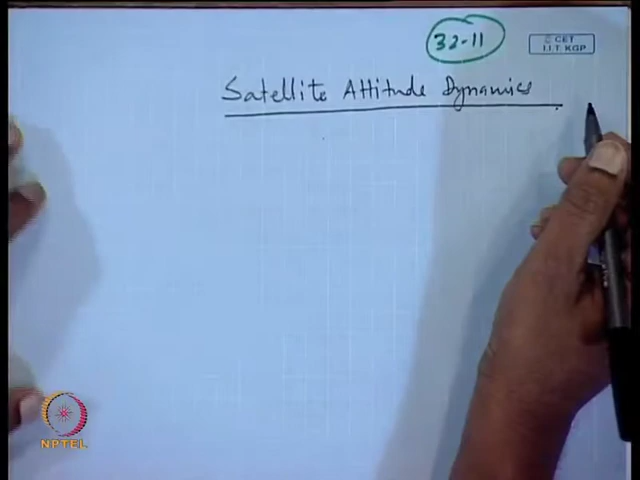 32-11
© CET
I.I.T. KGP
Satellite Attitude Dynamics
NPTEL